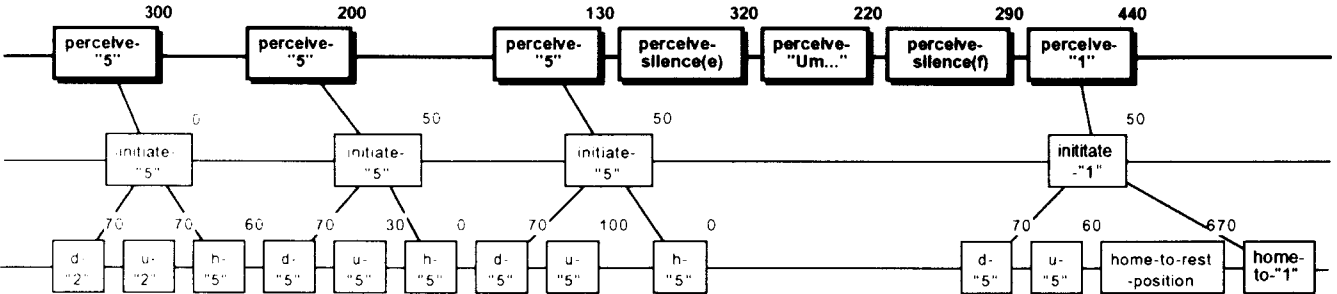 300 200 130 320 220 290 440
perceive- perceive- perceive- perceive- perceive- perceive- perceive-
"5" "5" "5" silence(e) "Um..." silence(f) "1"
0 50 50 50
initiate- initiate- initiate- inititate
"5" "5" "5" -"1"
70 70 60 70 30 0 70 100 0 70 60 670
d- u- h- d- u- h- d- u- h- d- u- home-to-rest home-
"2" "2" "5" "5" "5" "5" "5" "5" "5" "5" "5" -position to-"1"